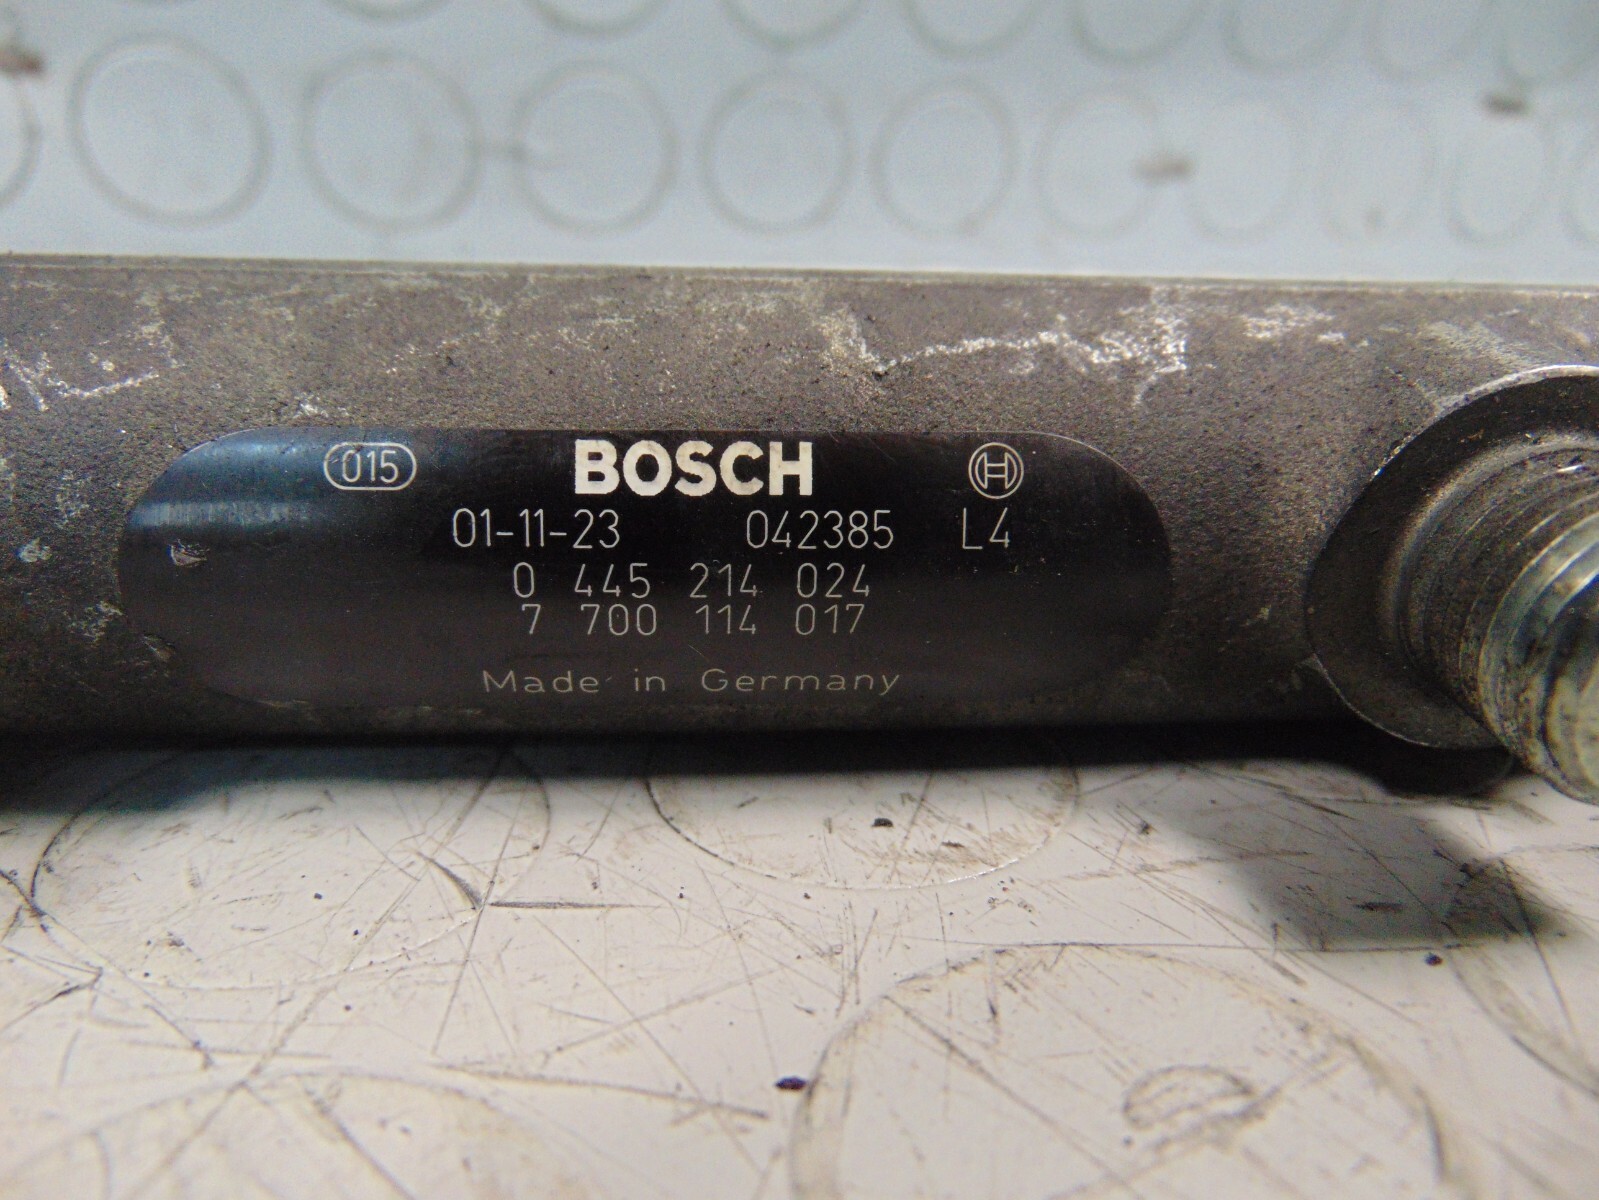 015 BOSCH
01-11-23 042385 L4
0 445 214 024
7 700 114 017
Made in Germany